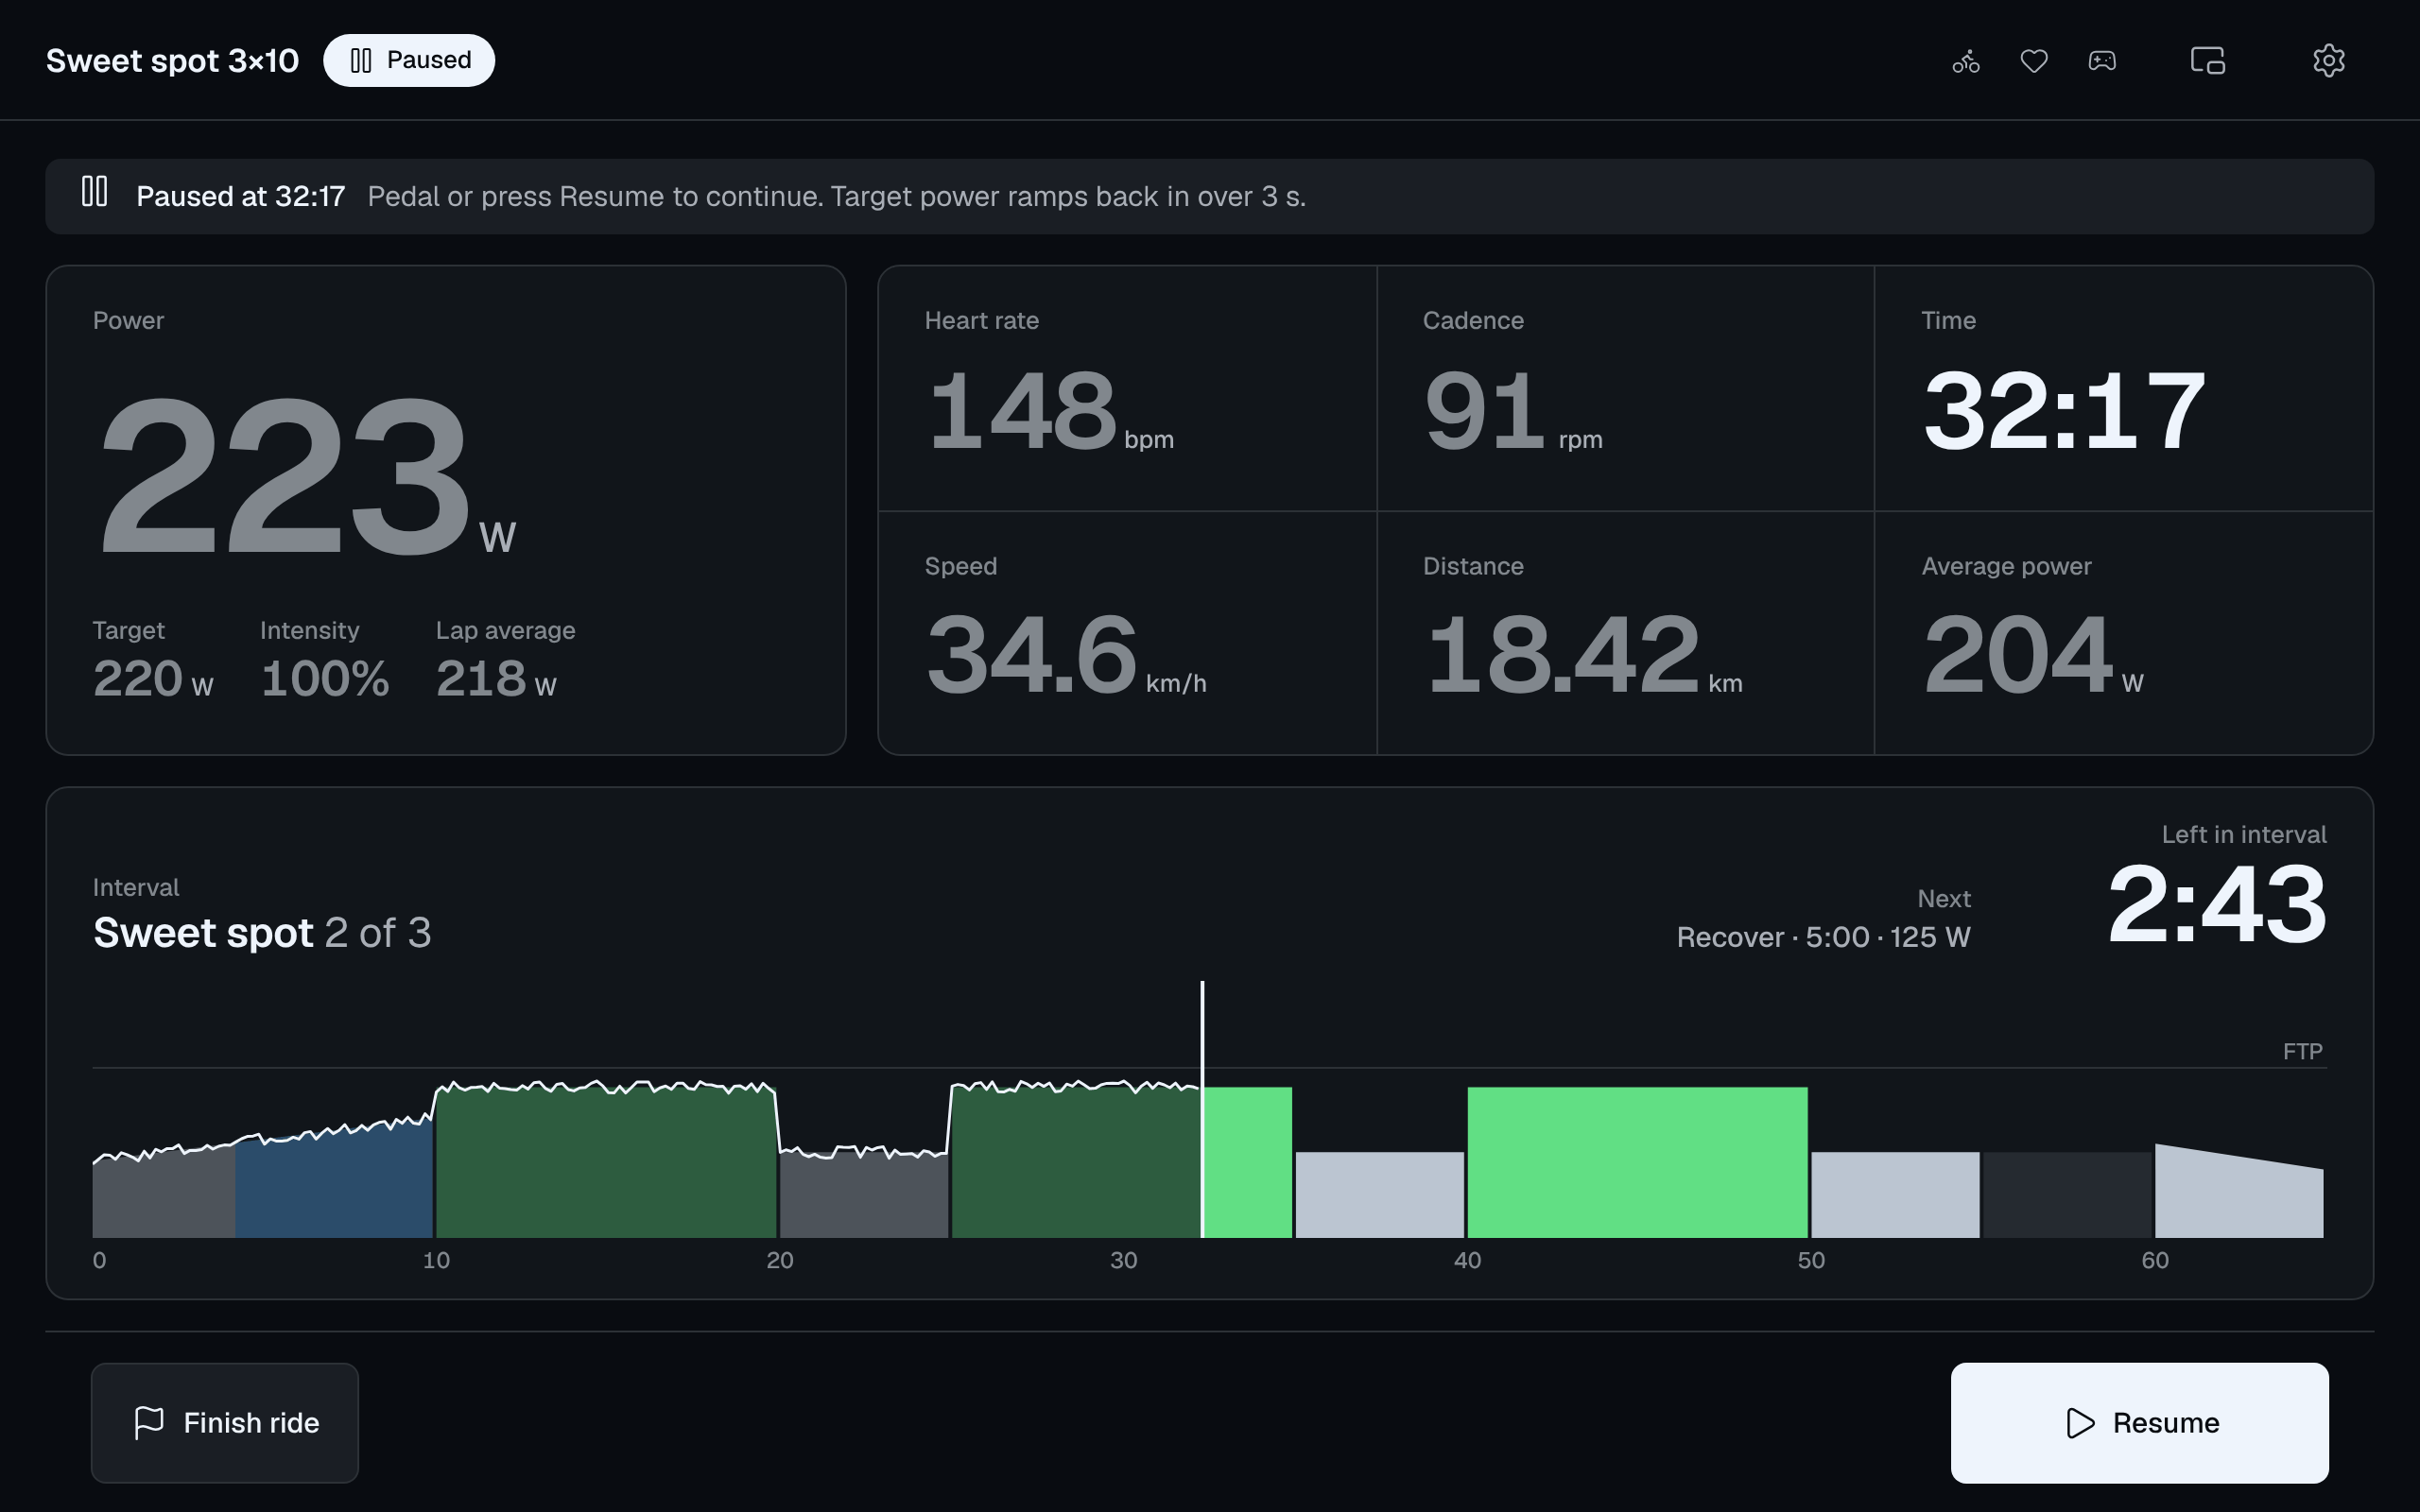 Sweet spot 3×10
Paused
Paused at 32:17 Pedal or press Resume to continue. Target power ramps back in over 3 s.
Power
223 W
Target
220 W
Intensity
100%
Lap average
218 W
Heart rate
148 bpm
Cadence
91 rpm
Time
32:17
Speed
34.6 km/h
Distance
18.42 km
Average power
204 W
Interval
Sweet spot 2 of 3
Next
Recover · 5:00 · 125 W
Left in interval
2:43
FTP
0 10 20 30 40 50 60
Finish ride
Resume